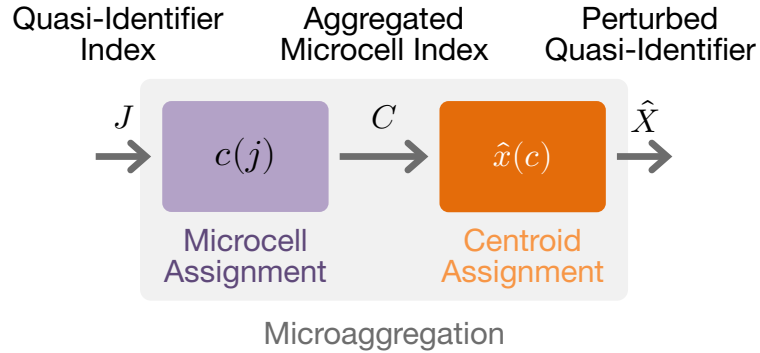 Quasi-Identifier
Index
Aggregated
Microcell Index
Perturbed
Quasi-Identifier
J
C
X̂
c(j)
x̂(c)
Microcell
Assignment
Centroid
Assignment
Microaggregation